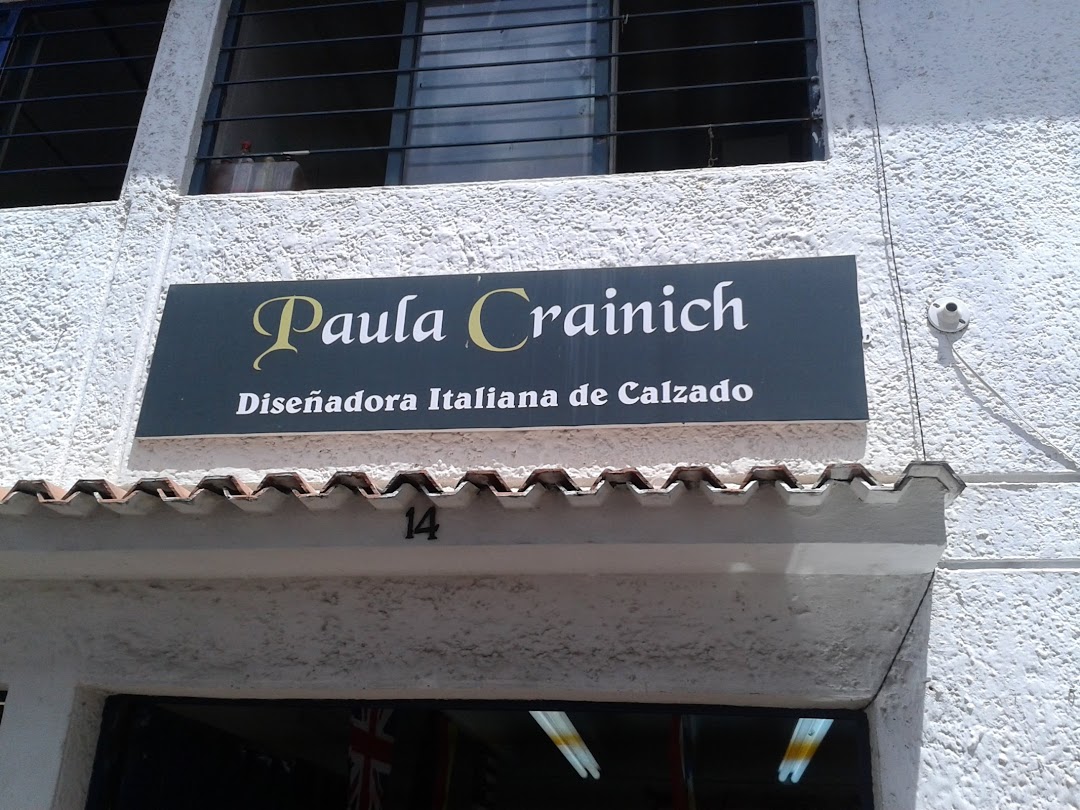 Paula Crainich
Diseñadora Italiana de Calzado
14